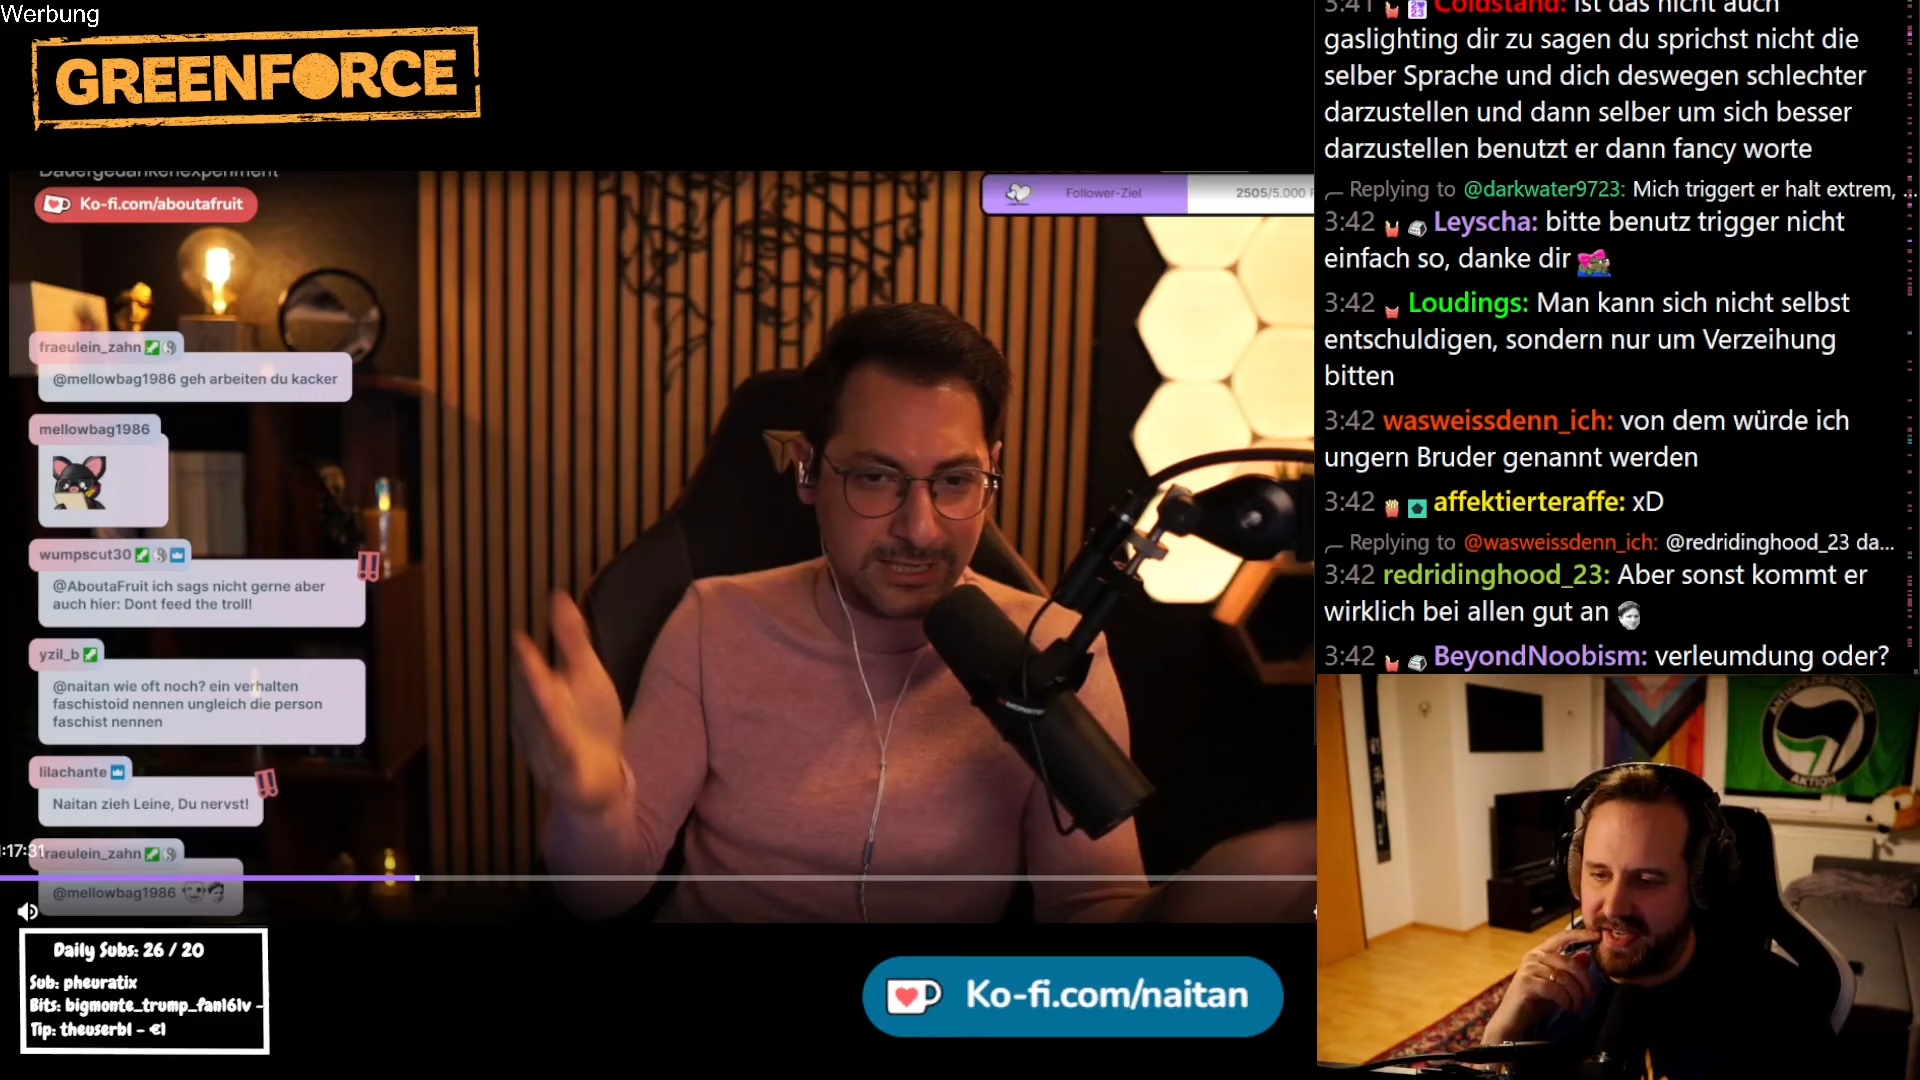 Werbung
GREENFORCE
Dauergedankenexperiment
Ko-fi.com/aboutafruit
Follower-Ziel
2505/5.000
fraeulein_zahn
@mellowbag1986 geh arbeiten du kacker
mellowbag1986
wumpscut30
@AboutaFruit ich sags nicht gerne aber
auch hier: Dont feed the troll!
yzil_b
@naitan wie oft noch? ein verhalten
faschistoid nennen ungleich die person
faschist nennen
lilachante
Naitan zieh Leine, Du nervst!
:17:31
fraeulein_zahn
@mellowbag1986
Daily Subs: 26 / 20
Sub: pheuratix
Bits: bigmonte_trump_fan161v -
Tip: theuserbl - €1
Ko-fi.com/naitan
3:41 Coldstand: ist das nicht auch
gaslighting dir zu sagen du sprichst nicht die
selber Sprache und dich deswegen schlechter
darzustellen und dann selber um sich besser
darzustellen benutzt er dann fancy worte
Replying to @darkwater9723: Mich triggert er halt extrem, ...
3:42 Leyscha: bitte benutz trigger nicht
einfach so, danke dir
3:42 Loudings: Man kann sich nicht selbst
entschuldigen, sondern nur um Verzeihung
bitten
3:42 wasweissdenn_ich: von dem würde ich
ungern Bruder genannt werden
3:42 affektierteraffe: xD
Replying to @wasweissdenn_ich: @redridinghood_23 da...
3:42 redridinghood_23: Aber sonst kommt er
wirklich bei allen gut an
3:42 BeyondNoobism: verleumdung oder?
AKTION